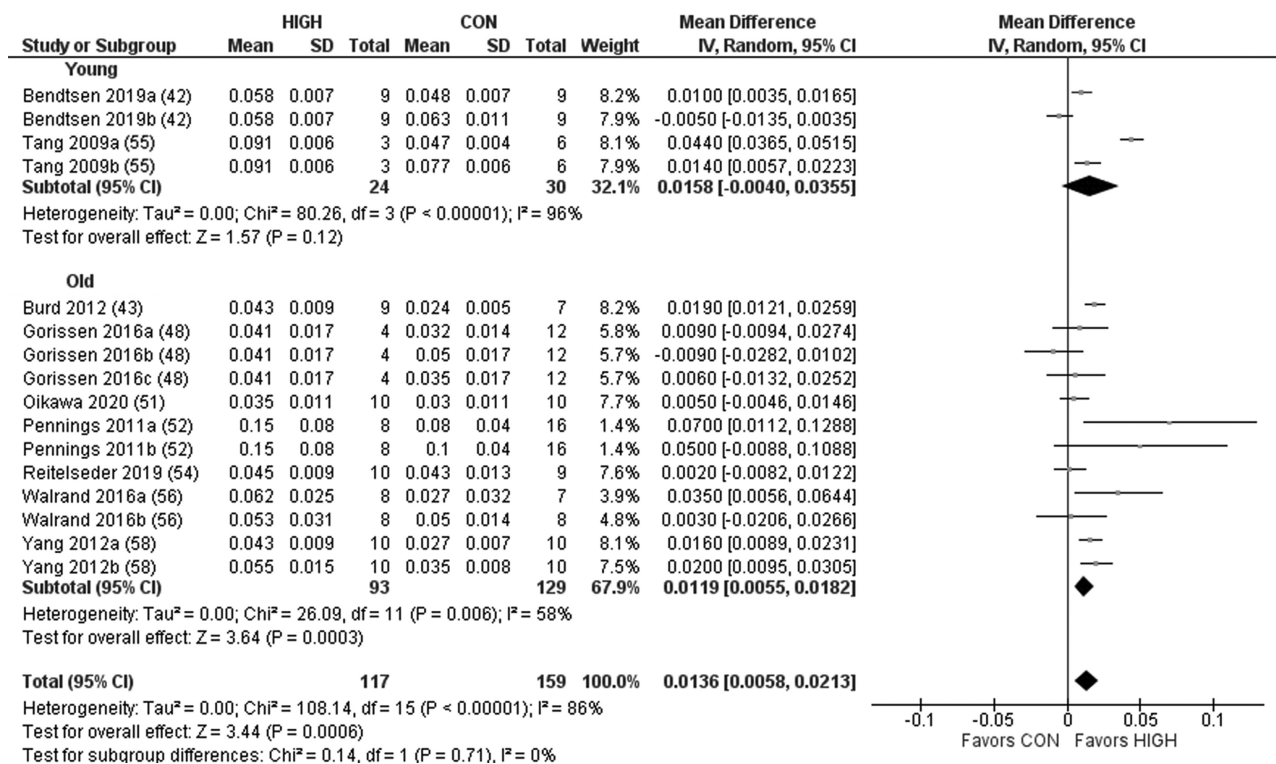 HIGH CON Mean Difference Mean Difference
Study or Subgroup Mean SD Total Mean SD Total Weight IV, Random, 95% CI IV, Random, 95% CI
Young
Bendtsen 2019a (42) 0.058 0.007 9 0.048 0.007 9 8.2% 0.0100 [0.0035, 0.0165]
Bendtsen 2019b (42) 0.058 0.007 9 0.063 0.011 9 7.9% -0.0050 [-0.0135, 0.0035]
Tang 2009a (55) 0.091 0.006 3 0.047 0.004 6 8.1% 0.0440 [0.0365, 0.0515]
Tang 2009b (55) 0.091 0.006 3 0.077 0.006 6 7.9% 0.0140 [0.0057, 0.0223]
Subtotal (95% CI) 24 30 32.1% 0.0158 [-0.0040, 0.0355]
Heterogeneity: Tau² = 0.00; Chi² = 80.26, df = 3 (P < 0.00001); I² = 96%
Test for overall effect: Z = 1.57 (P = 0.12)
Old
Burd 2012 (43) 0.043 0.009 9 0.024 0.005 7 8.2% 0.0190 [0.0121, 0.0259]
Gorissen 2016a (48) 0.041 0.017 4 0.032 0.014 12 5.8% 0.0090 [-0.0094, 0.0274]
Gorissen 2016b (48) 0.041 0.017 4 0.05 0.017 12 5.7% -0.0090 [-0.0282, 0.0102]
Gorissen 2016c (48) 0.041 0.017 4 0.035 0.017 12 5.7% 0.0060 [-0.0132, 0.0252]
Oikawa 2020 (51) 0.035 0.011 10 0.03 0.011 10 7.7% 0.0050 [-0.0046, 0.0146]
Pennings 2011a (52) 0.15 0.08 8 0.08 0.04 16 1.4% 0.0700 [0.0112, 0.1288]
Pennings 2011b (52) 0.15 0.08 8 0.1 0.04 16 1.4% 0.0500 [-0.0088, 0.1088]
Reitelseder 2019 (54) 0.045 0.009 10 0.043 0.013 9 7.6% 0.0020 [-0.0082, 0.0122]
Walrand 2016a (56) 0.062 0.025 8 0.027 0.032 7 3.9% 0.0350 [0.0056, 0.0644]
Walrand 2016b (56) 0.053 0.031 8 0.05 0.014 8 4.8% 0.0030 [-0.0206, 0.0266]
Yang 2012a (58) 0.043 0.009 10 0.027 0.007 10 8.1% 0.0160 [0.0089, 0.0231]
Yang 2012b (58) 0.055 0.015 10 0.035 0.008 10 7.5% 0.0200 [0.0095, 0.0305]
Subtotal (95% CI) 93 129 67.9% 0.0119 [0.0055, 0.0182]
Heterogeneity: Tau² = 0.00; Chi² = 26.09, df = 11 (P = 0.006); I² = 58%
Test for overall effect: Z = 3.64 (P = 0.0003)
Total (95% CI) 117 159 100.0% 0.0136 [0.0058, 0.0213]
Heterogeneity: Tau² = 0.00; Chi² = 108.14, df = 15 (P < 0.00001); I² = 86%
Test for overall effect: Z = 3.44 (P = 0.0006)
Test for subgroup differences: Chi² = 0.14, df = 1 (P = 0.71), I² = 0%
-0.1 -0.05 0 0.05 0.1
Favors CON Favors HIGH